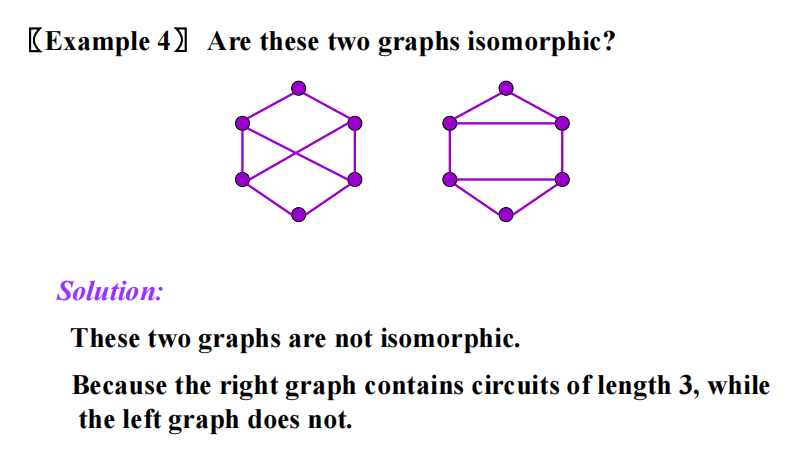 〖Example 4〗 Are these two graphs isomorphic?
Solution:
These two graphs are not isomorphic.
Because the right graph contains circuits of length 3, while
the left graph does not.